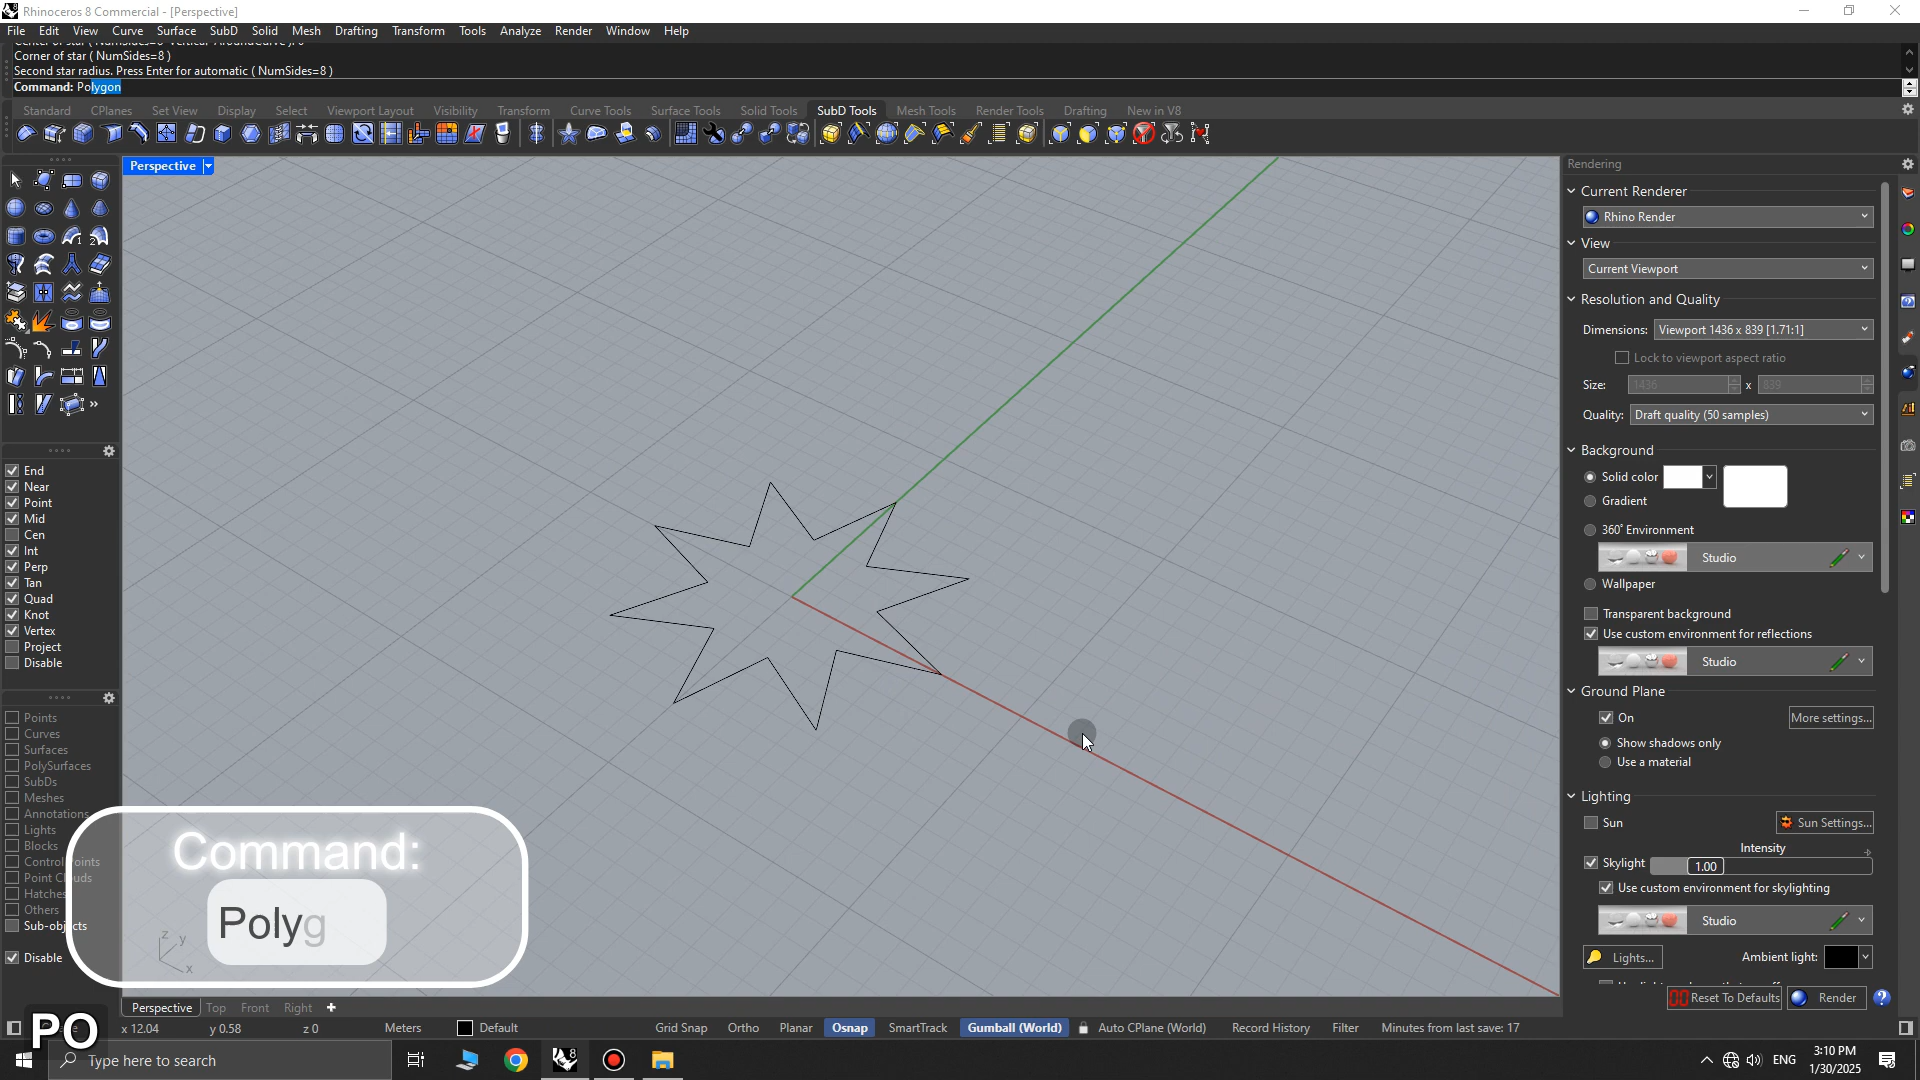 Rhinoceros 8 Commercial - [Perspective]
File Edit View Curve Surface SubD Solid Mesh Drafting Transform Tools Analyze Render Window Help
Corner of star ( NumSides=8 )
Second star radius. Press Enter for automatic ( NumSides=8 )
Command: Polygon
Standard CPlanes Set View Display Select Viewport Layout Visibility Transform Curve Tools Surface Tools Solid Tools SubD Tools Mesh Tools Render Tools Drafting New in V8
Perspective
End
Near
Point
Mid
Cen
Int
Perp
Tan
Quad
Knot
Vertex
Project
Disable
Points
Curves
Surfaces
PolySurfaces
SubDs
Meshes
Annotations
Lights
Blocks
Hatches
Others
Disable
Command:
Polyg
PO
z y x
Rendering
Current Renderer
Rhino Render
View
Current Viewport
Resolution and Quality
Dimensions: Viewport 1436 x 839 [1.71:1]
Lock to viewport aspect ratio
Size: 1436 x 839
Quality: Draft quality (50 samples)
Background
Solid color
Gradient
360° Environment
Studio
Wallpaper
Transparent background
Use custom environment for reflections
Studio
Ground Plane
On More settings...
Show shadows only
Use a material
Lighting
Sun Sun Settings...
Intensity
Skylight 1.00
Use custom environment for skylighting
Studio
Lights... Ambient light:
Reset To Defaults Render
Perspective Top Front Right
x 12.04 y 0.58 z 0 Meters Default Grid Snap Ortho Planar Osnap SmartTrack Gumball (World) Auto CPlane (World) Record History Filter Minutes from last save: 17
Type here to search
ENG
3:10 PM
1/30/2025